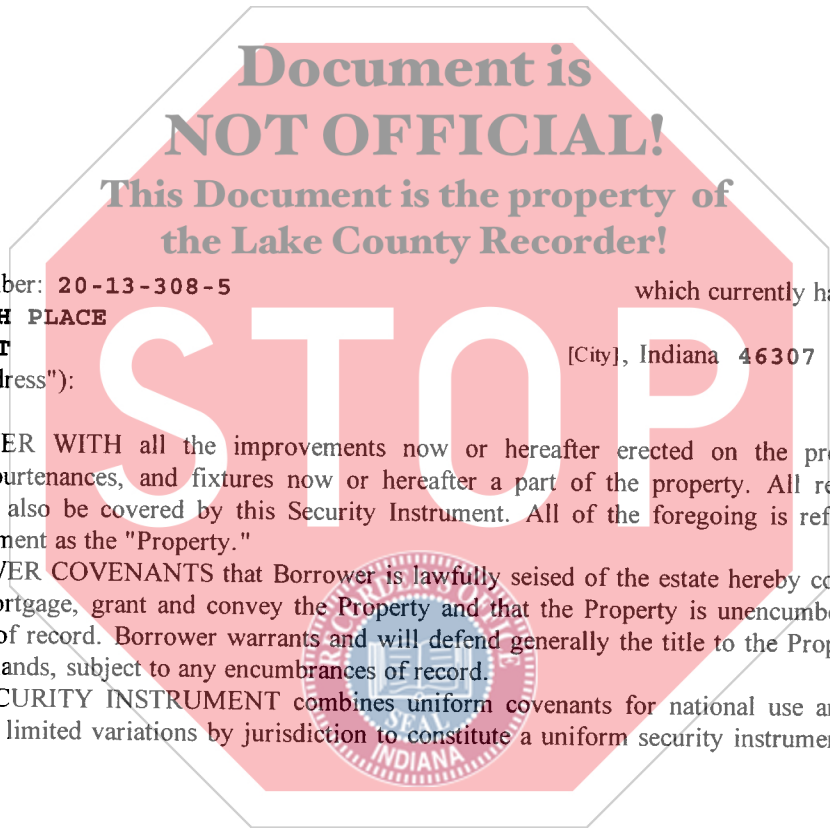 Document is
NOT OFFICIAL!
This Document is the property of
the Lake County Recorder!
ber: 20-13-308-5 which currently ha
H PLACE
T [City], Indiana 46307
dress"):
STOP
ER WITH all the improvements now or hereafter erected on the pro
urtenances, and fixtures now or hereafter a part of the property. All re
also be covered by this Security Instrument. All of the foregoing is ref
ment as the "Property."
VER COVENANTS that Borrower is lawfully seised of the estate hereby co
ortgage, grant and convey the Property and that the Property is unencumbe
of record. Borrower warrants and will defend generally the title to the Prop
ands, subject to any encumbrances of record.
CURITY INSTRUMENT combines uniform covenants for national use an
limited variations by jurisdiction to constitute a uniform security instrumen
RECORDER'S OFFICE
SEAL
INDIANA